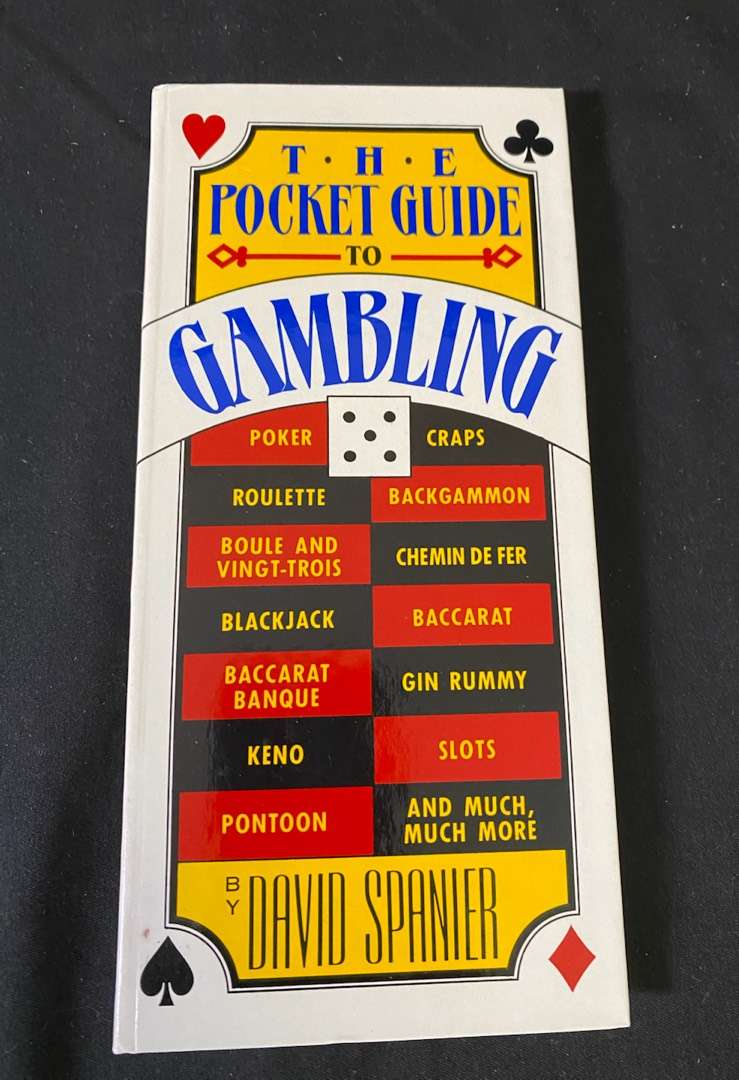 T · H · E
POCKET GUIDE
TO
GAMBLING
POKER
CRAPS
ROULETTE
BACKGAMMON
BOULE AND
VINGT-TROIS
CHEMIN DE FER
BLACKJACK
BACCARAT
BACCARAT
BANQUE
GIN RUMMY
KENO
SLOTS
PONTOON
AND MUCH,
MUCH MORE
BY DAVID SPANIER